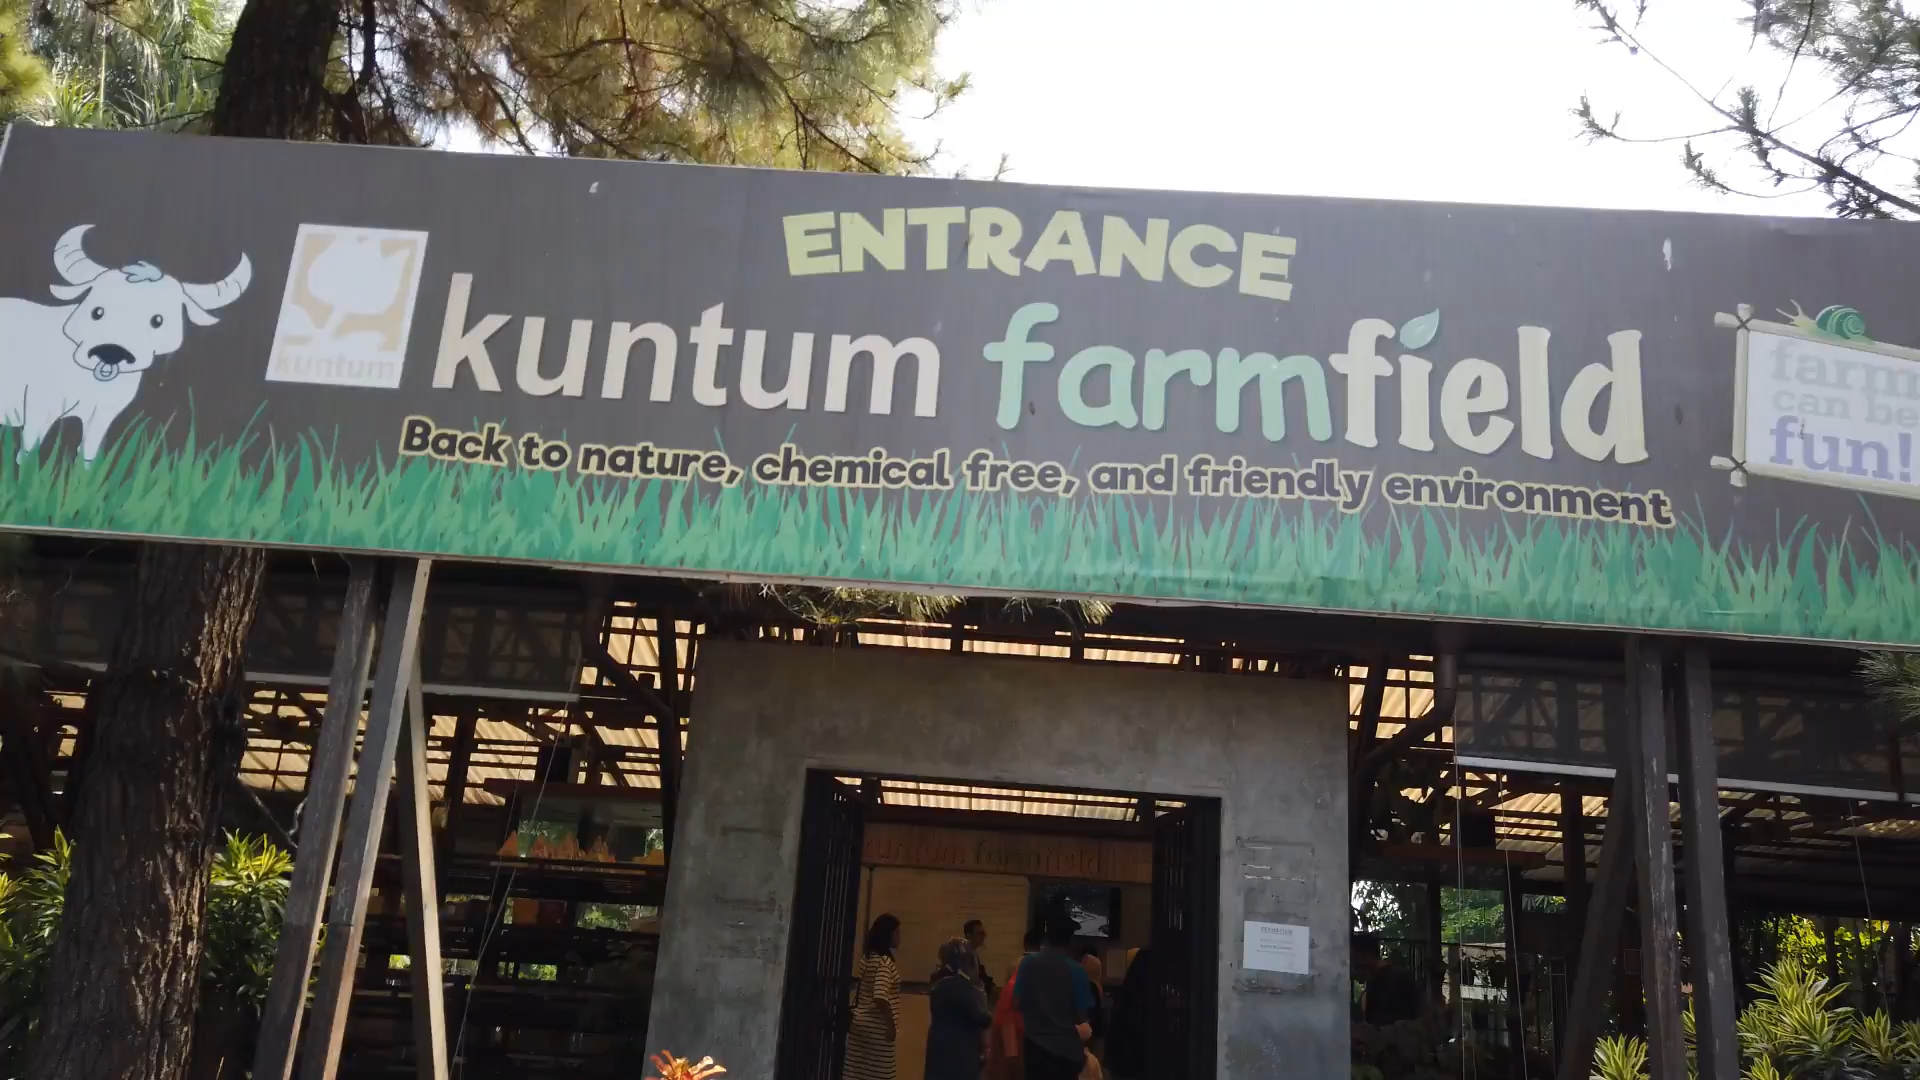 ENTRANCE
kuntum
kuntum farmfield
Back to nature, chemical free, and friendly environment
farm
can be
fun!
kuntum farmfield